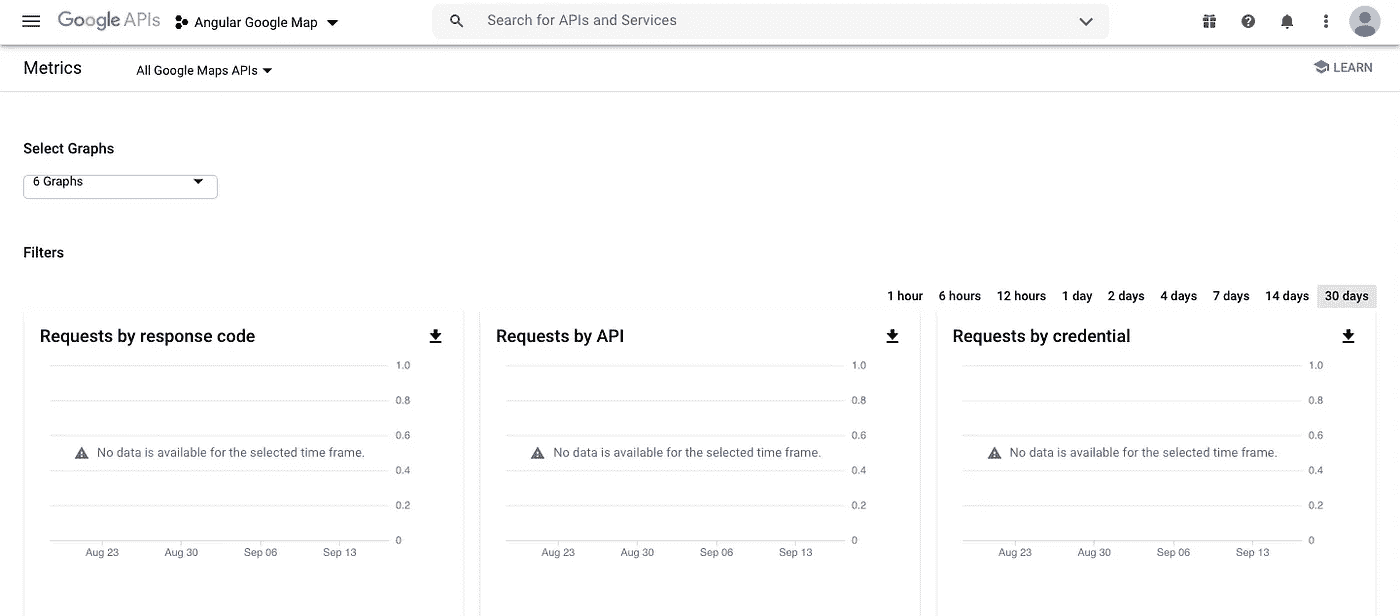 Google APIs Angular Google Map Search for APIs and Services
Metrics All Google Maps APIs LEARN
Select Graphs
6 Graphs
Filters
1 hour 6 hours 12 hours 1 day 2 days 4 days 7 days 14 days 30 days
Requests by response code
1.0
0.8
0.6
No data is available for the selected time frame.
0.4
0.2
0
Aug 23 Aug 30 Sep 06 Sep 13
Requests by API
1.0
0.8
0.6
No data is available for the selected time frame.
0.4
0.2
0
Aug 23 Aug 30 Sep 06 Sep 13
Requests by credential
1.0
0.8
0.6
No data is available for the selected time frame.
0.4
0.2
0
Aug 23 Aug 30 Sep 06 Sep 13